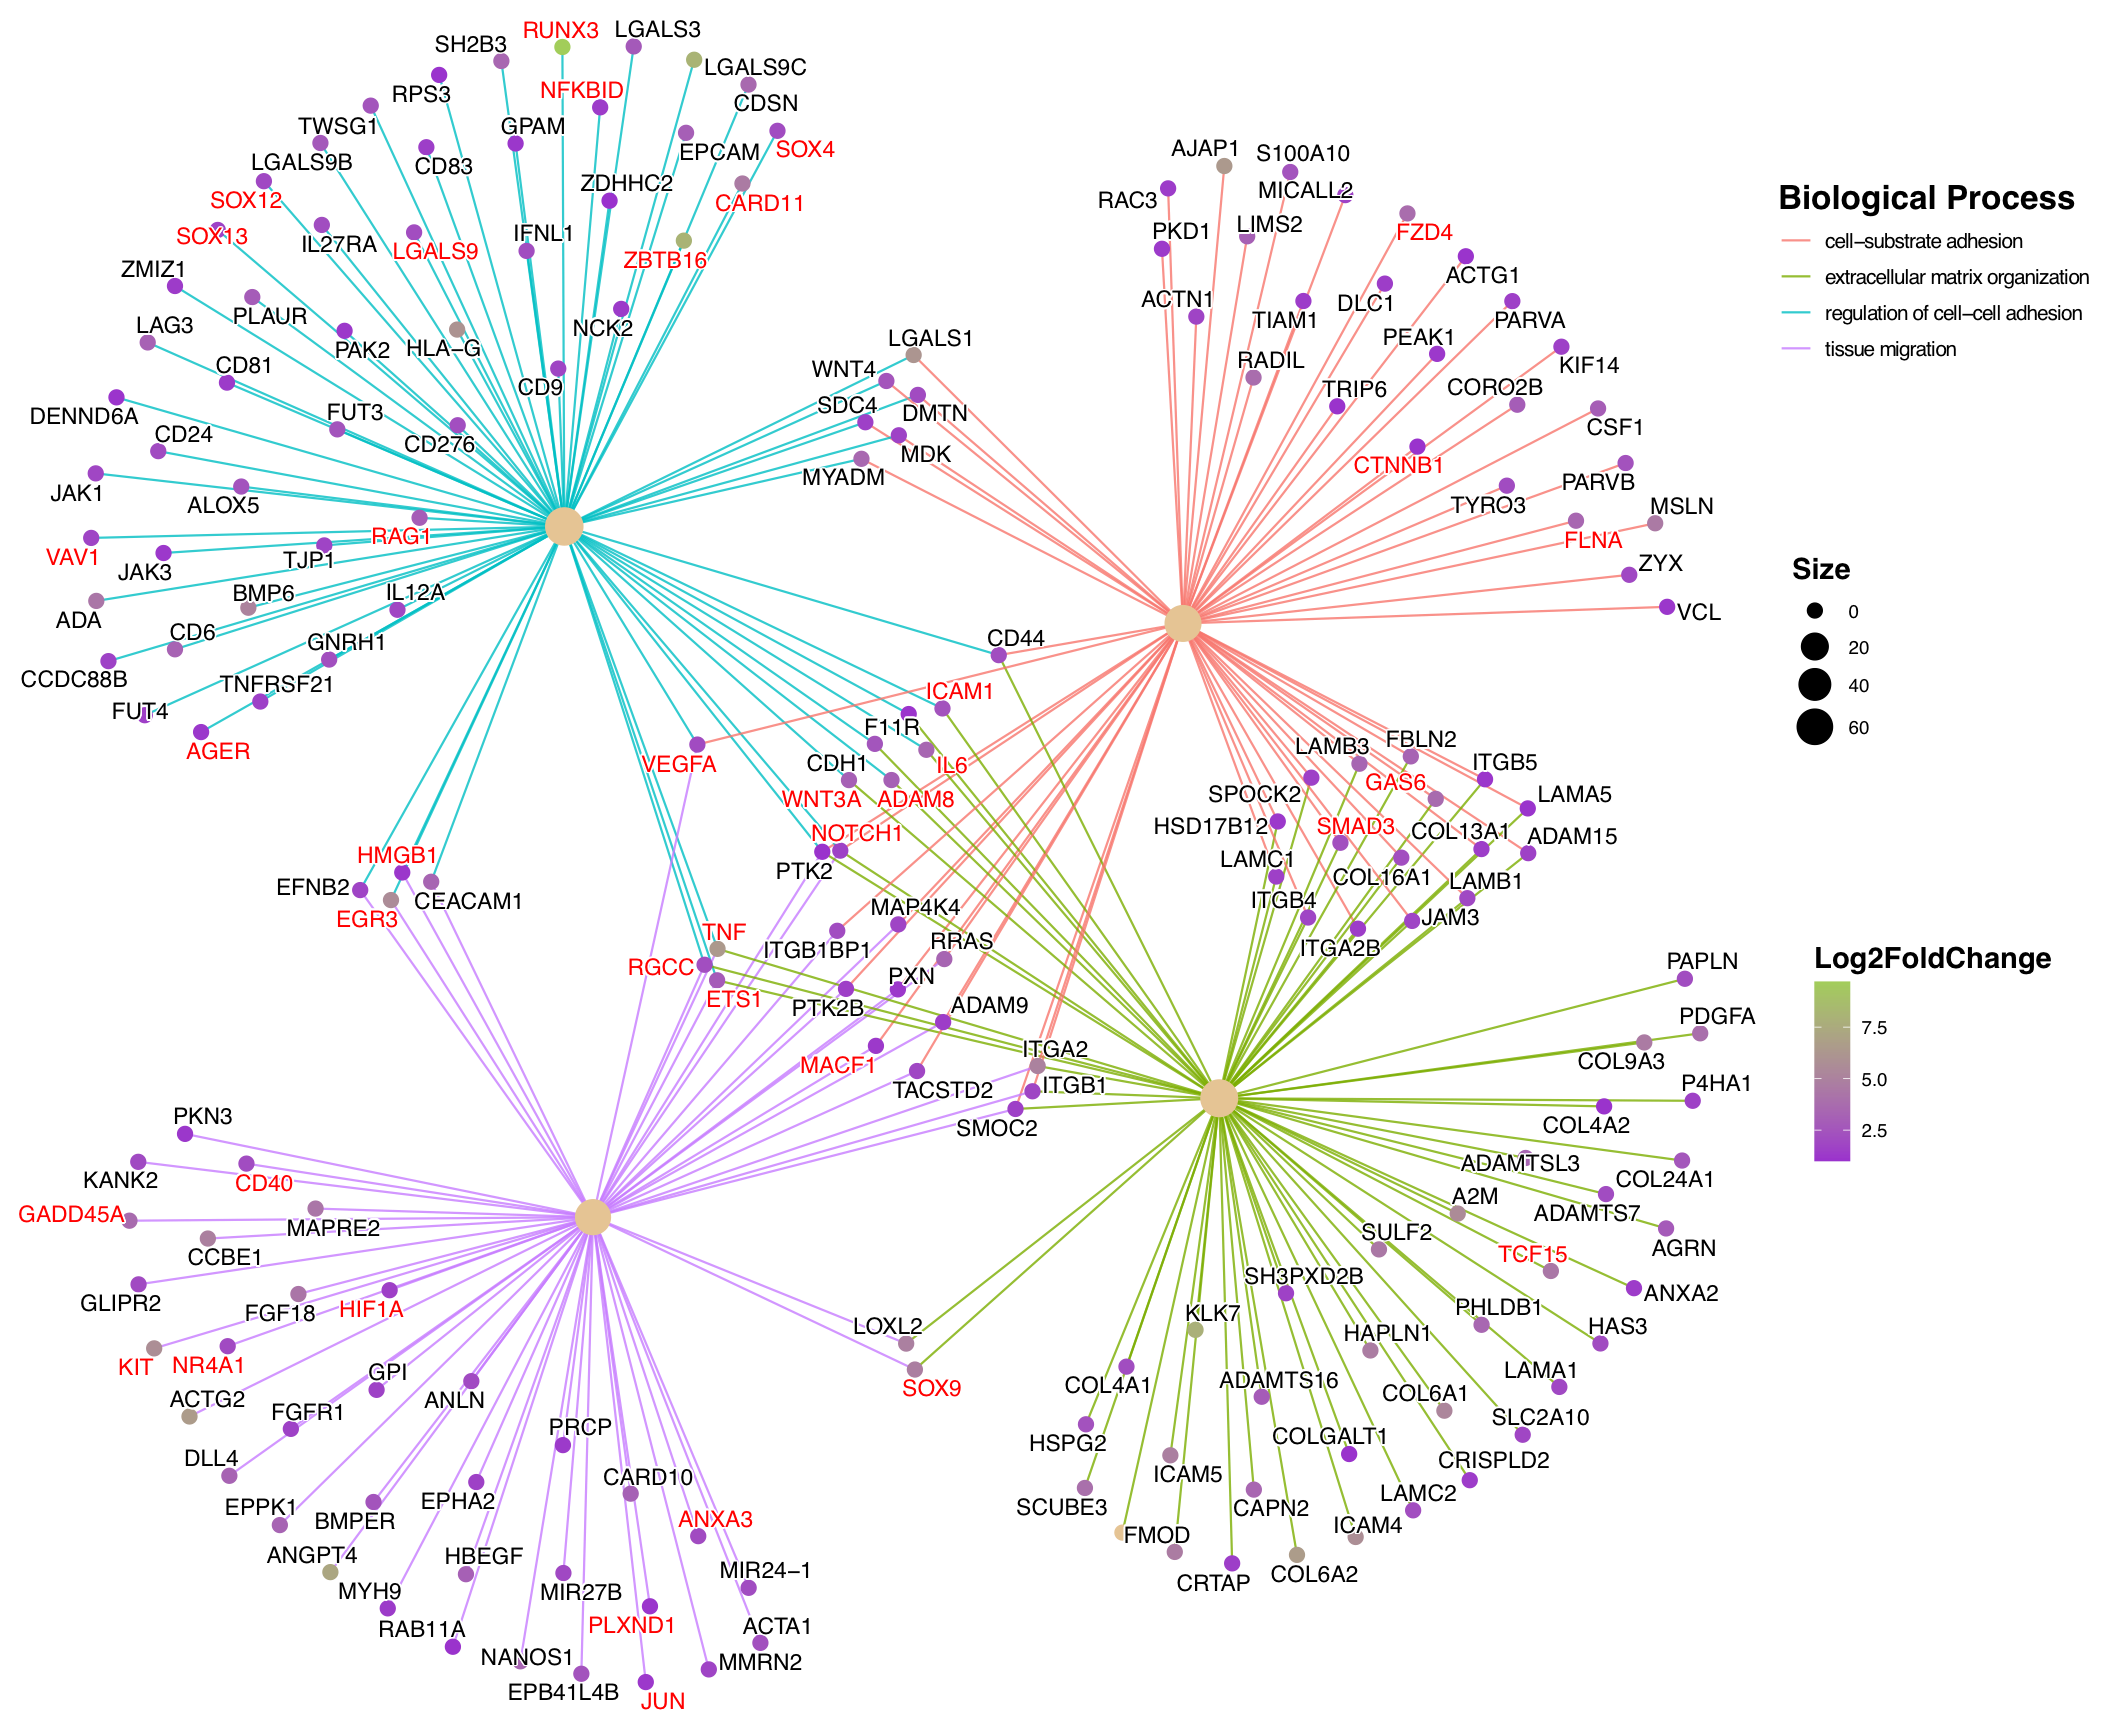 RUNX3
LGALS3
SH2B3
LGALS9C
RPS3
NFKBID
CDSN
TWSG1
GPAM
SOX4
LGALS9B
CD83
EPCAM
ZDHHC2
SOX12
CARD11
SOX13
IL27RA
LGALS9
IFNL1
ZBTB16
ZMIZ1
PLAUR
LAG3
PAK2
HLA−G
NCK2
CD81
CD9
DENND6A
FUT3
CD24
CD276
JAK1
ALOX5
VAV1
RAG1
JAK3
TJP1
ADA
BMP6
IL12A
CD6
GNRH1
CCDC88B
TNFRSF21
FUT4
AGER
LGALS1
WNT4
SDC4
DMTN
MDK
MYADM
AJAP1
S100A10
RAC3
MICALL2
PKD1
LIMS2
FZD4
ACTG1
ACTN1
TIAM1
DLC1
PARVA
RADIL
PEAK1
KIF14
TRIP6
CORO2B
CSF1
CTNNB1
PARVB
TYRO3
MSLN
FLNA
ZYX
VCL
CD44
ICAM1
F11R
VEGFA
CDH1
IL6
WNT3A
ADAM8
NOTCH1
PTK2
HMGB1
EFNB2
CEACAM1
EGR3
TNF
RGCC
ETS1
MAP4K4
ITGB1BP1
RRAS
PXN
PTK2B
ADAM9
MACF1
ITGA2
TACSTD2
ITGB1
SMOC2
LAMB3
FBLN2
ITGB5
SPOCK2
GAS6
LAMA5
HSD17B12
SMAD3
COL13A1
ADAM15
LAMC1
COL16A1
LAMB1
ITGB4
JAM3
ITGA2B
PAPLN
PDGFA
COL9A3
P4HA1
COL4A2
ADAMTSL3
COL24A1
A2M
ADAMTS7
SULF2
TCF15
AGRN
SH3PXD2B
ANXA2
KLK7
PHLDB1
HAS3
HAPLN1
LAMA1
COL4A1
ADAMTS16
COL6A1
SLC2A10
HSPG2
COLGALT1
CRISPLD2
ICAM5
SCUBE3
CAPN2
LAMC2
FMOD
ICAM4
CRTAP
COL6A2
LOXL2
SOX9
PKN3
KANK2
CD40
GADD45A
MAPRE2
CCBE1
GLIPR2
FGF18
HIF1A
KIT
NR4A1
GPI
ACTG2
FGFR1
ANLN
DLL4
PRCP
EPPK1
CARD10
BMPER
EPHA2
ANXA3
ANGPT4
HBEGF
MIR24−1
MYH9
MIR27B
RAB11A
PLXND1
ACTA1
NANOS1
MMRN2
EPB41L4B
JUN
Biological Process
cell−substrate adhesion
extracellular matrix organization
regulation of cell−cell adhesion
tissue migration
Size
0
20
40
60
Log2FoldChange
7.5
5.0
2.5